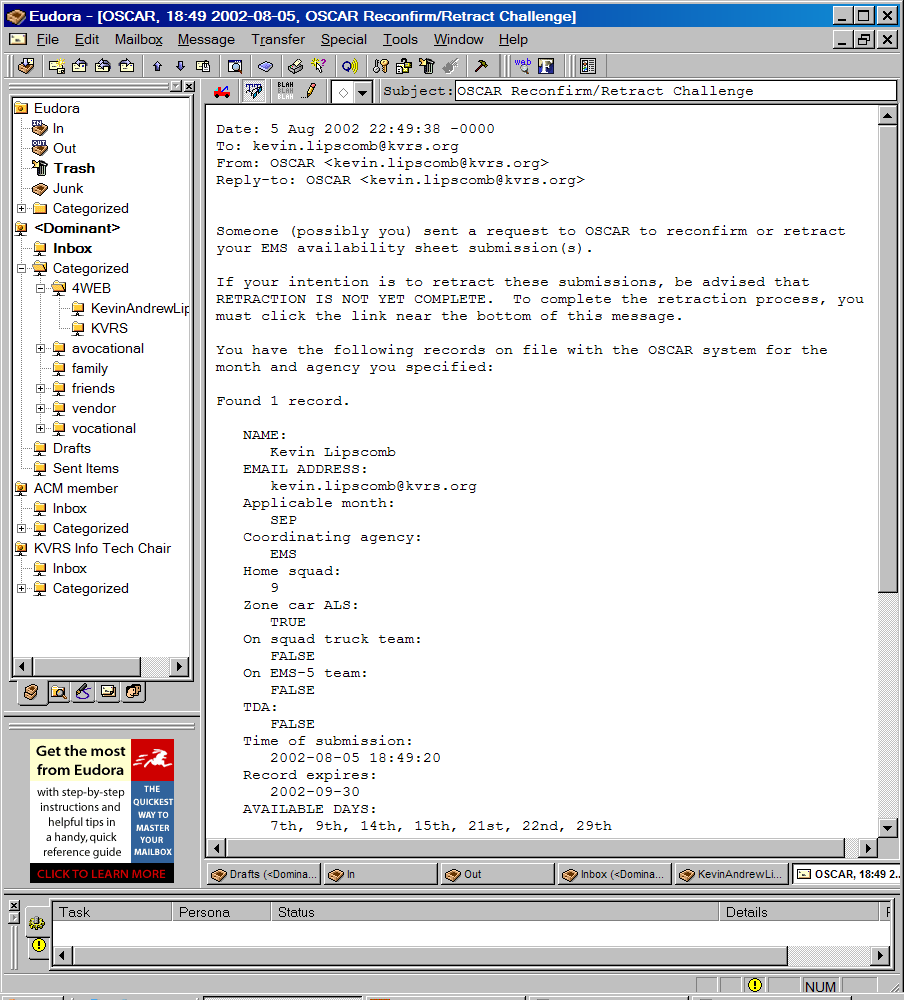 Eudora - [OSCAR, 18:49 2002-08-05, OSCAR Reconfirm/Retract Challenge]
File Edit Mailbox Message Transfer Special Tools Window Help
BLAH
BLAH
BLAH
Subject: OSCAR Reconfirm/Retract Challenge
Eudora
In
Out
Trash
Junk
Categorized
<Dominant>
Inbox
Categorized
4WEB
KevinAndrewLip
KVRS
avocational
family
friends
vendor
vocational
Drafts
Sent Items
ACM member
Inbox
Categorized
KVRS Info Tech Chair
Inbox
Categorized
Get the most
from Eudora
with step-by-step
instructions and
helpful tips in
a handy, quick
reference guide
THE
QUICKEST
WAY TO
MASTER
YOUR
MAILBOX
CLICK TO LEARN MORE
Date: 5 Aug 2002 22:49:38 -0000
To: kevin.lipscomb@kvrs.org
From: OSCAR <kevin.lipscomb@kvrs.org>
Reply-to: OSCAR <kevin.lipscomb@kvrs.org>
Someone (possibly you) sent a request to OSCAR to reconfirm or retract
your EMS availability sheet submission(s).
If your intention is to retract these submissions, be advised that
RETRACTION IS NOT YET COMPLETE. To complete the retraction process, you
must click the link near the bottom of this message.
You have the following records on file with the OSCAR system for the
month and agency you specified:
Found 1 record.
NAME:
Kevin Lipscomb
EMAIL ADDRESS:
kevin.lipscomb@kvrs.org
Applicable month:
SEP
Coordinating agency:
EMS
Home squad:
9
Zone car ALS:
TRUE
On squad truck team:
FALSE
On EMS-5 team:
FALSE
TDA:
FALSE
Time of submission:
2002-08-05 18:49:20
Record expires:
2002-09-30
AVAILABLE DAYS:
7th, 9th, 14th, 15th, 21st, 22nd, 29th
Drafts (<Domina... In Out Inbox (<Domina... KevinAndrewLi... OSCAR, 18:49 2..
Task Persona Status Details
NUM